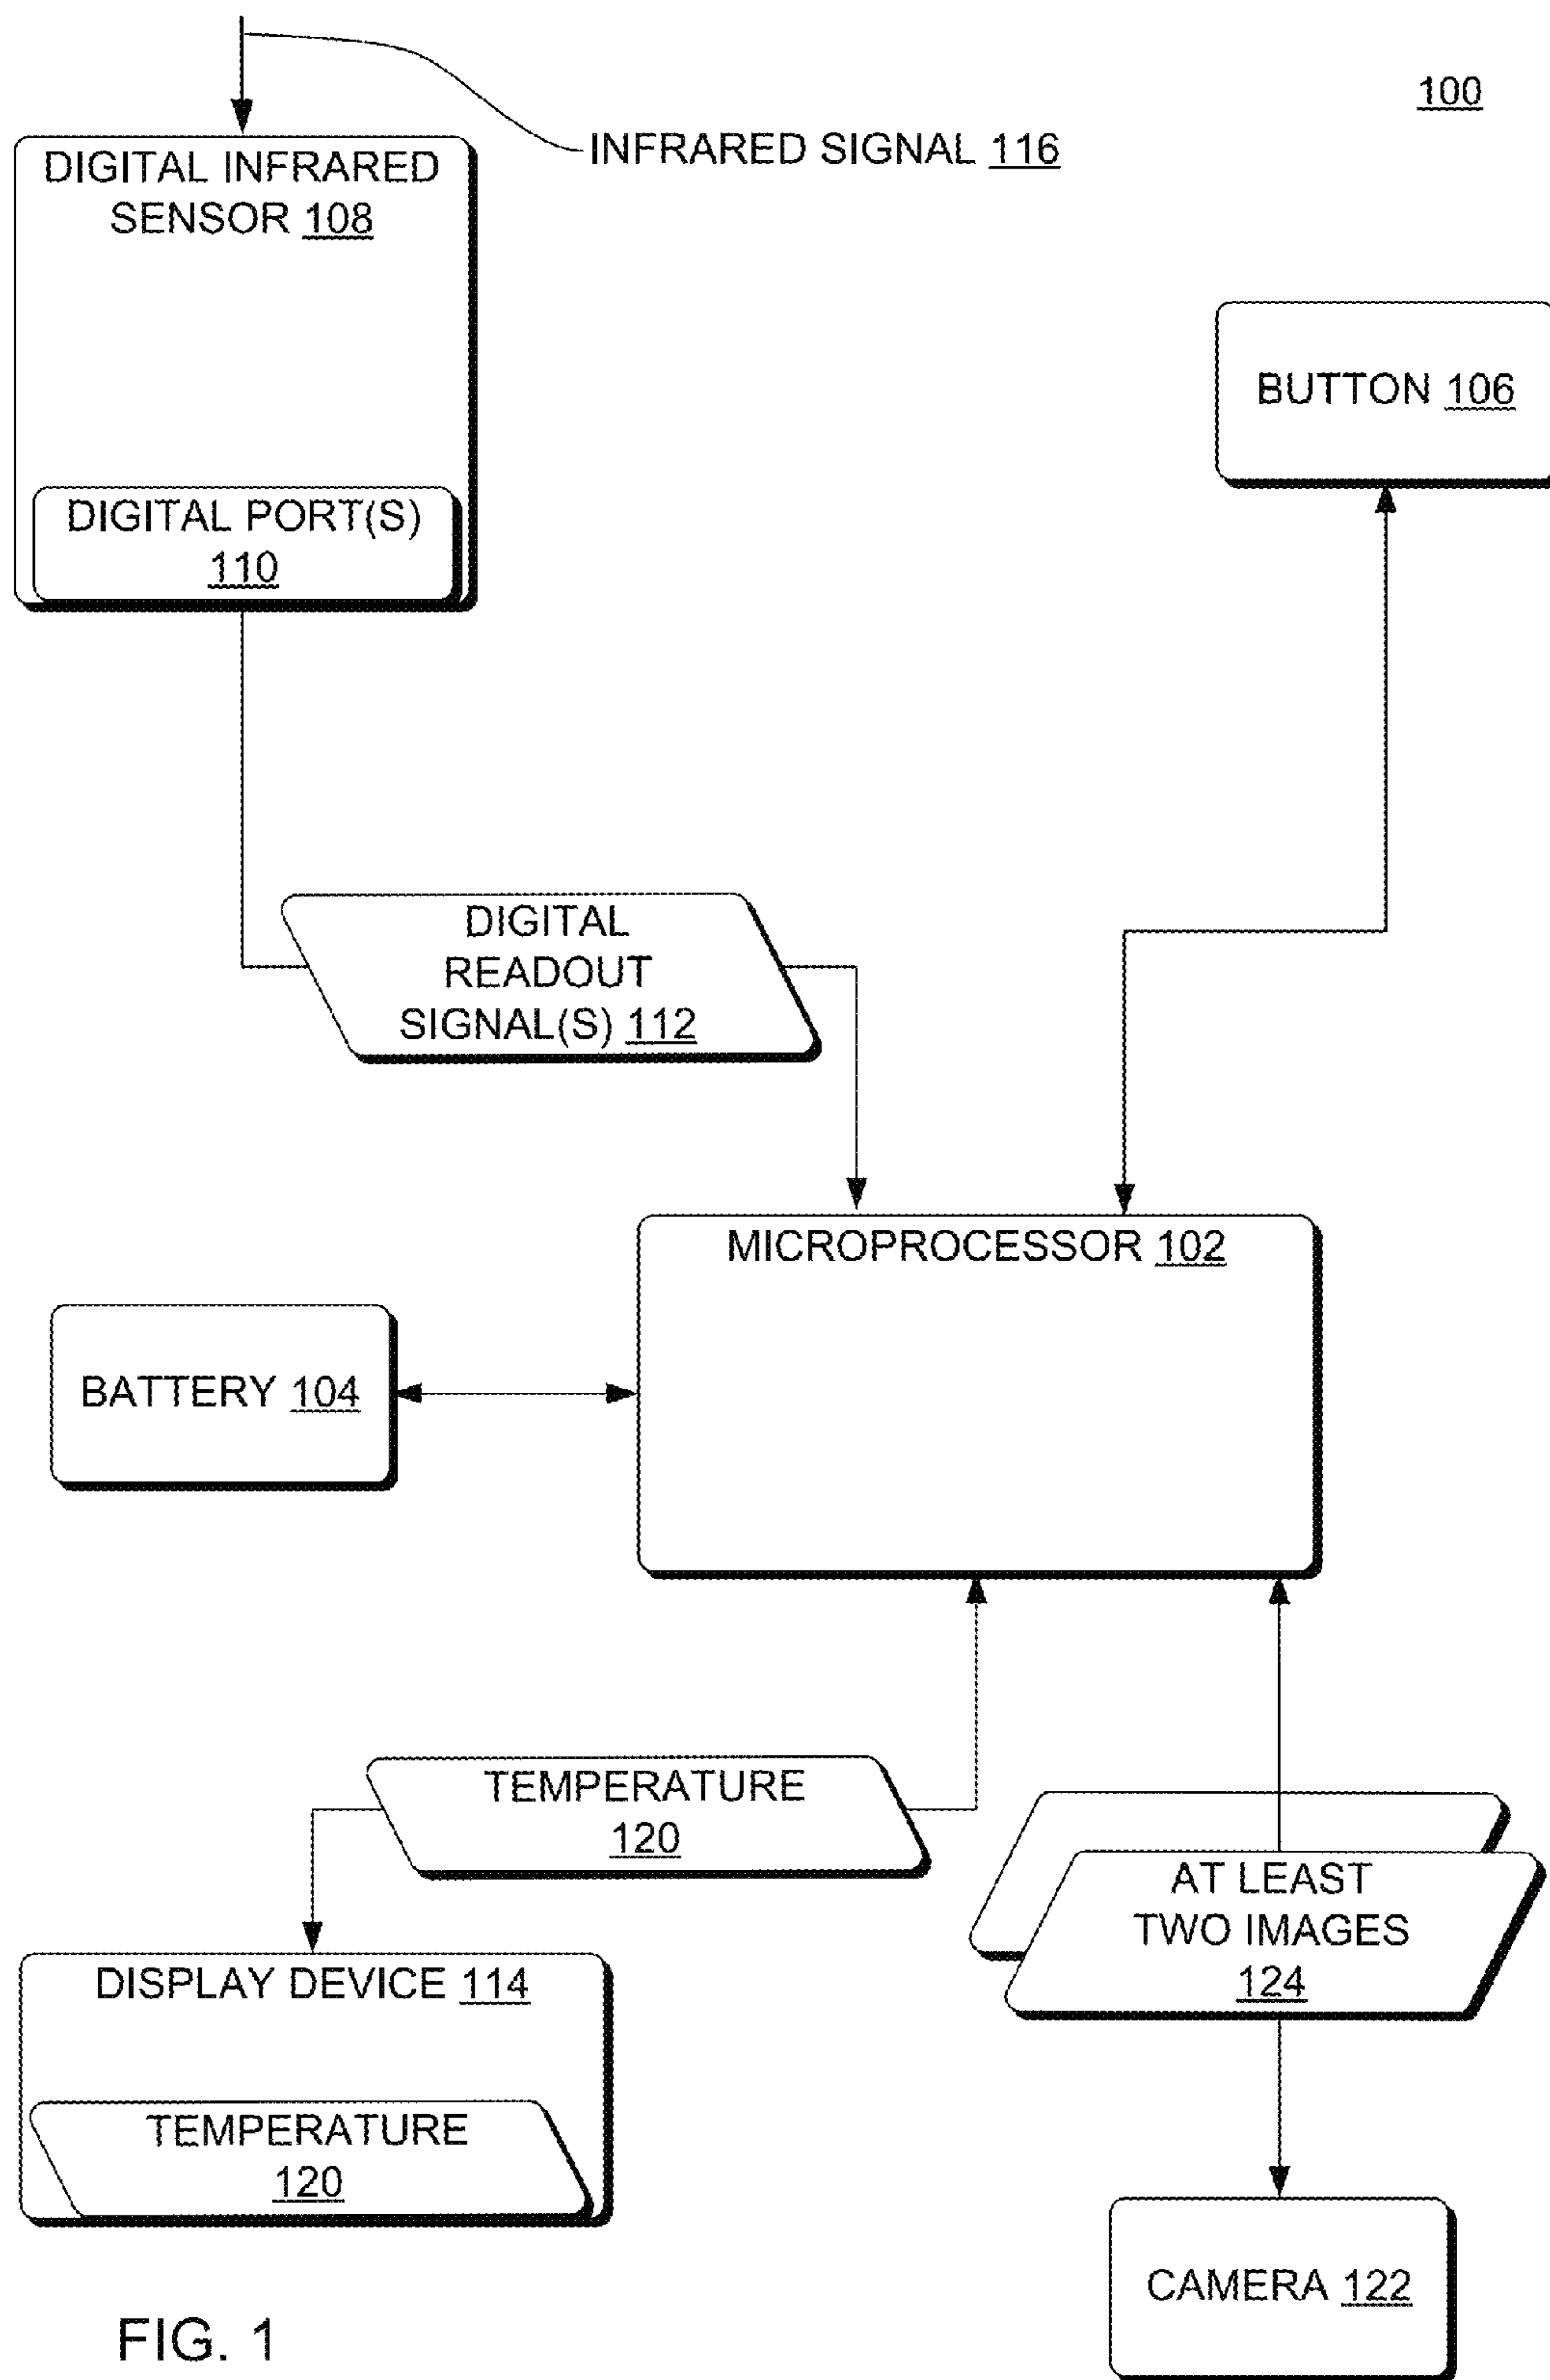 100
INFRARED SIGNAL 116
DIGITAL INFRARED
SENSOR 108
BUTTON 106
DIGITAL PORT(S)
110
DIGITAL
READOUT
SIGNAL(S) 112
MICROPROCESSOR 102
BATTERY 104
TEMPERATURE
120
AT LEAST
TWO IMAGES
124
DISPLAY DEVICE 114
TEMPERATURE
120
CAMERA 122
FIG. 1